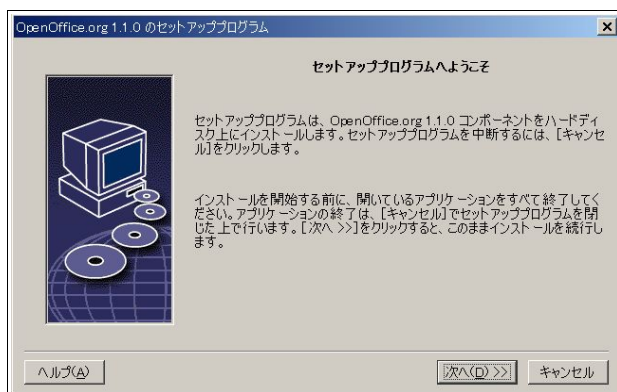 OpenOffice.org 1.1.0 のセットアッププログラム
セットアッププログラムへようこそ
セットアッププログラムは、OpenOffice.org 1.1.0 コンポーネントをハードディ
スク上にインストールします。セットアッププログラムを中断するには、[キャンセ
ル]をクリックします。
インストールを開始する前に、開いているアプリケーションをすべて終了してく
ださい。アプリケーションの終了は、[キャンセル]でセットアッププログラムを閉
じた上で行います。[次へ >>]をクリックすると、このままインストールを続行し
ます。
ヘルプ(A)
次へ(D) >>
キャンセル